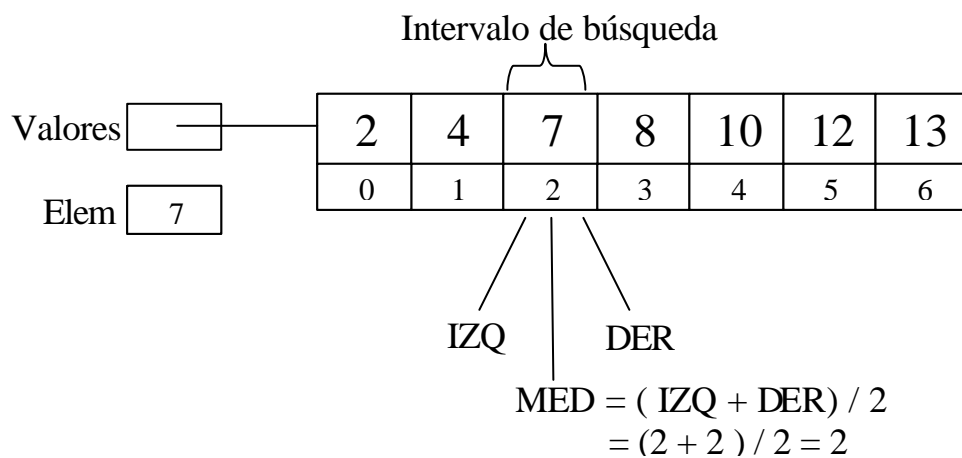 Intervalo de búsqueda
Valores 2 4 7 8 10 12 13
0 1 2 3 4 5 6
Elem 7
IZQ DER
MED = ( IZQ + DER) / 2
= (2 + 2 ) / 2 = 2